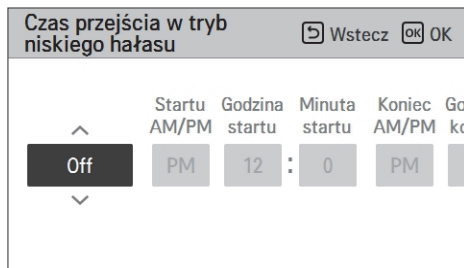 Czas przejścia w tryb
niskiego hałasu
Wstecz OK OK
Startu Godzina Minuta Koniec
AM/PM startu startu AM/PM
Off PM 12 : 0 PM